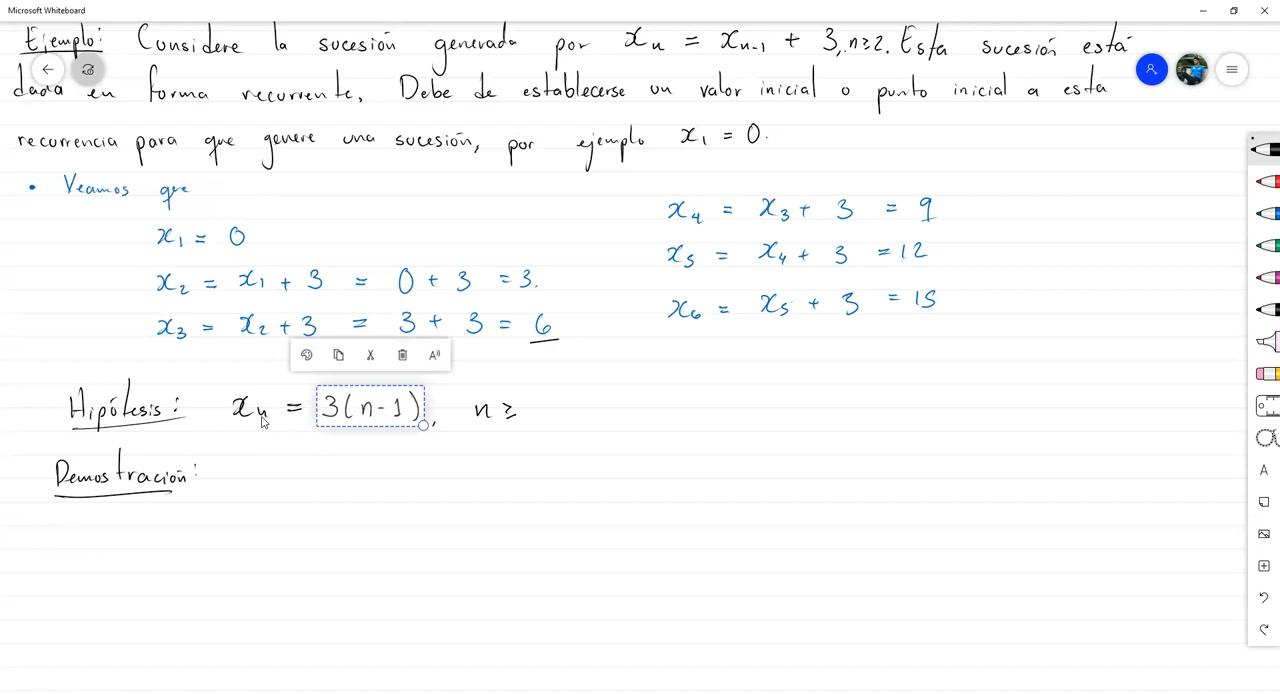 Microsoft Whiteboard
Ejemplo: Considere la sucesión generada por xₙ = xₙ₋₁ + 3, n≥2. Esta sucesión está
dada en forma recurrente. Debe de establecerse un valor inicial o punto inicial a esta
recurrencia para que genere una sucesión, por ejemplo x₁ = 0.
• Veamos que
x₁ = 0
x₂ = x₁ + 3 = 0 + 3 = 3.
x₃ = x₂ + 3 = 3 + 3 = 6
x₄ = x₃ + 3 = 9
x₅ = x₄ + 3 = 12
x₆ = x₅ + 3 = 15
Hipótesis: xₙ = 3(n-1), n ≥
Demostración: